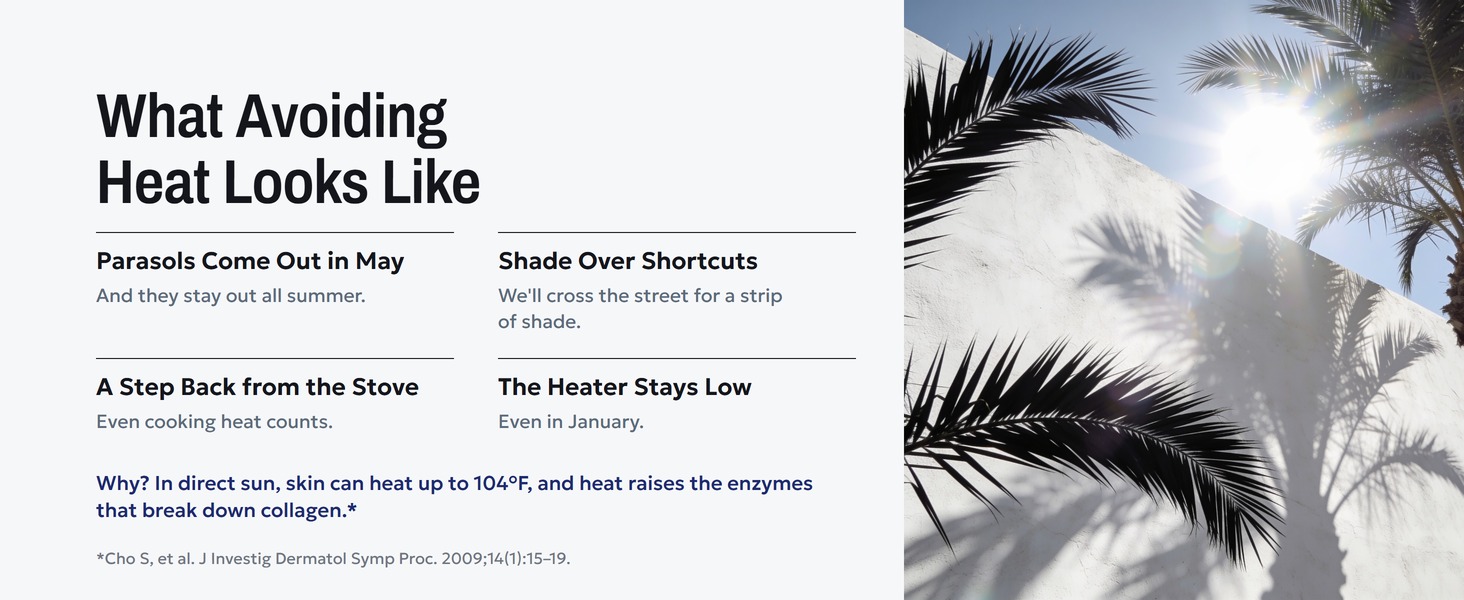 What Avoiding
Heat Looks Like
Parasols Come Out in May
And they stay out all summer.
Shade Over Shortcuts
We'll cross the street for a strip
of shade.
A Step Back from the Stove
Even cooking heat counts.
The Heater Stays Low
Even in January.
Why? In direct sun, skin can heat up to 104°F, and heat raises the enzymes
that break down collagen.*
*Cho S, et al. J Investig Dermatol Symp Proc. 2009;14(1):15–19.